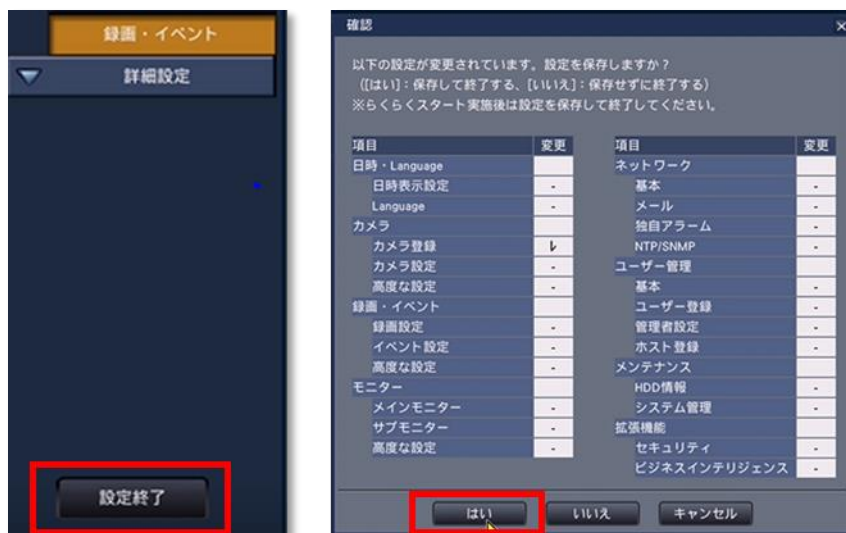 録画・イベント
詳細設定
設定終了
確認
以下の設定が変更されています。設定を保存しますか？
（[はい]：保存して終了する、[いいえ]：保存せずに終了する）
※らくらくスタート実施後は設定を保存して終了してください。
項目 変更
日時・Language
日時表示設定 -
Language -
カメラ
カメラ登録 レ
カメラ設定 -
高度な設定 -
録画・イベント
録画設定 -
イベント設定 -
高度な設定 -
モニター
メインモニター -
サブモニター -
高度な設定 -
項目 変更
ネットワーク
基本 -
メール -
独自アラーム -
NTP/SNMP -
ユーザー管理
基本 -
ユーザー登録 -
管理者設定 -
ホスト登録 -
メンテナンス
HDD情報 -
システム管理 -
拡張機能
セキュリティ -
ビジネスインテリジェンス -
はい いいえ キャンセル